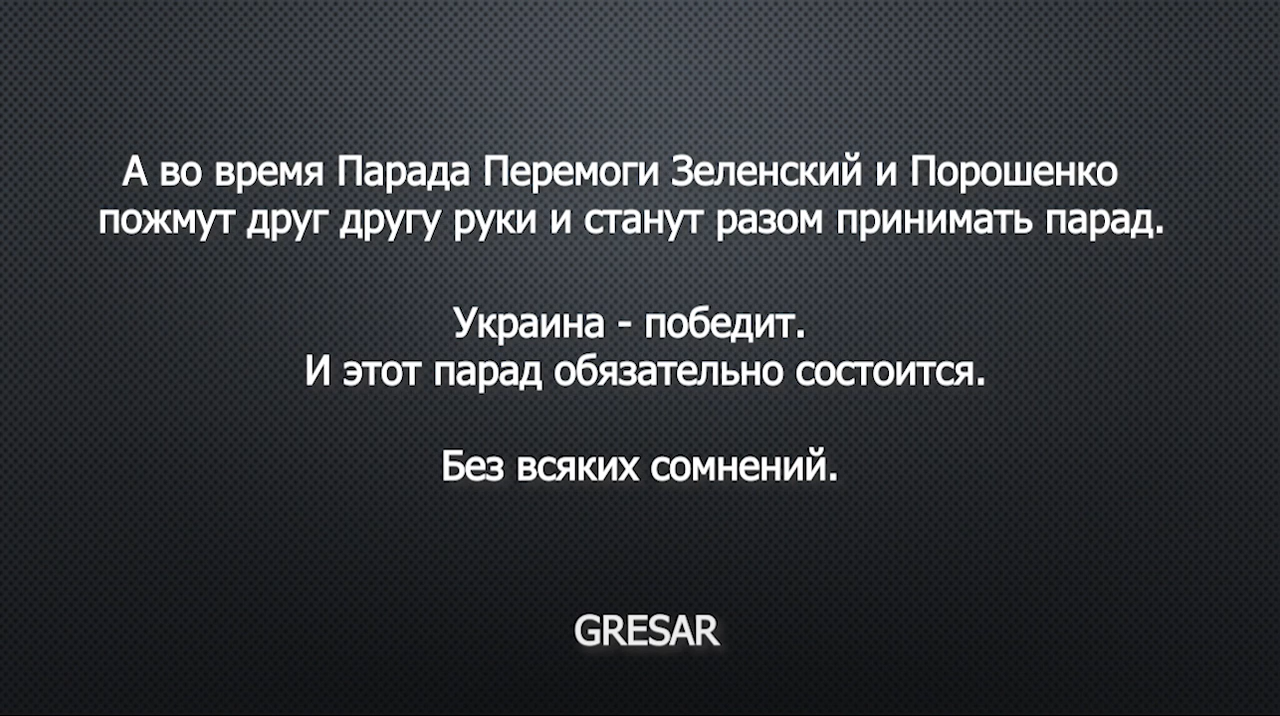 А во время Парада Перемоги Зеленский и Порошенко
пожмут друг другу руки и станут разом принимать парад.
Украина - победит.
И этот парад обязательно состоится.
Без всяких сомнений.
GRESAR